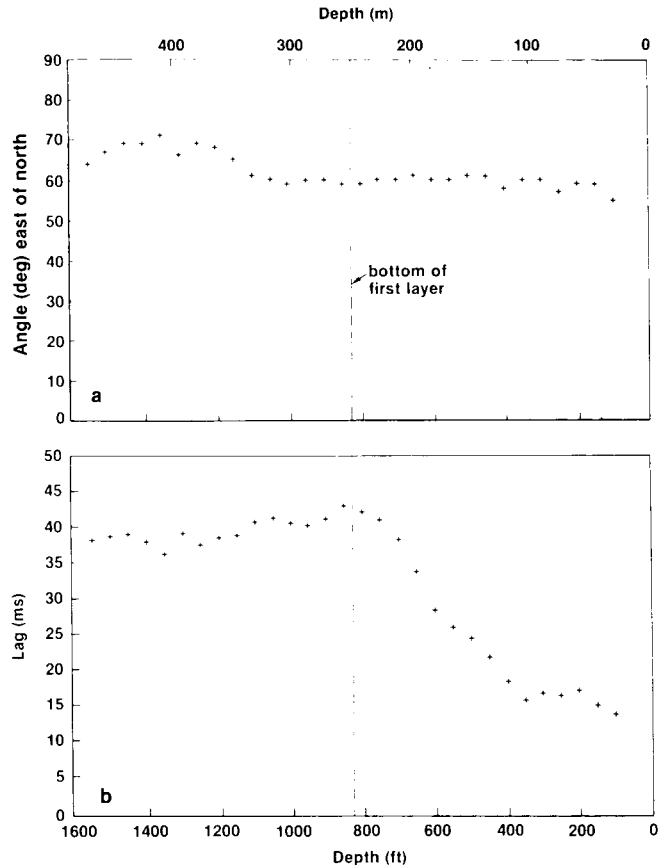 Depth (m)
400 300 200 100 0
90
80
70
60
50
40
30
20
10
0
Angle (deg) east of north
bottom of
first layer
a
50
45
40
35
30
25
20
15
10
5
0
Lag (ms)
b
1600 1400 1200 1000 800 600 400 200 0
Depth (ft)